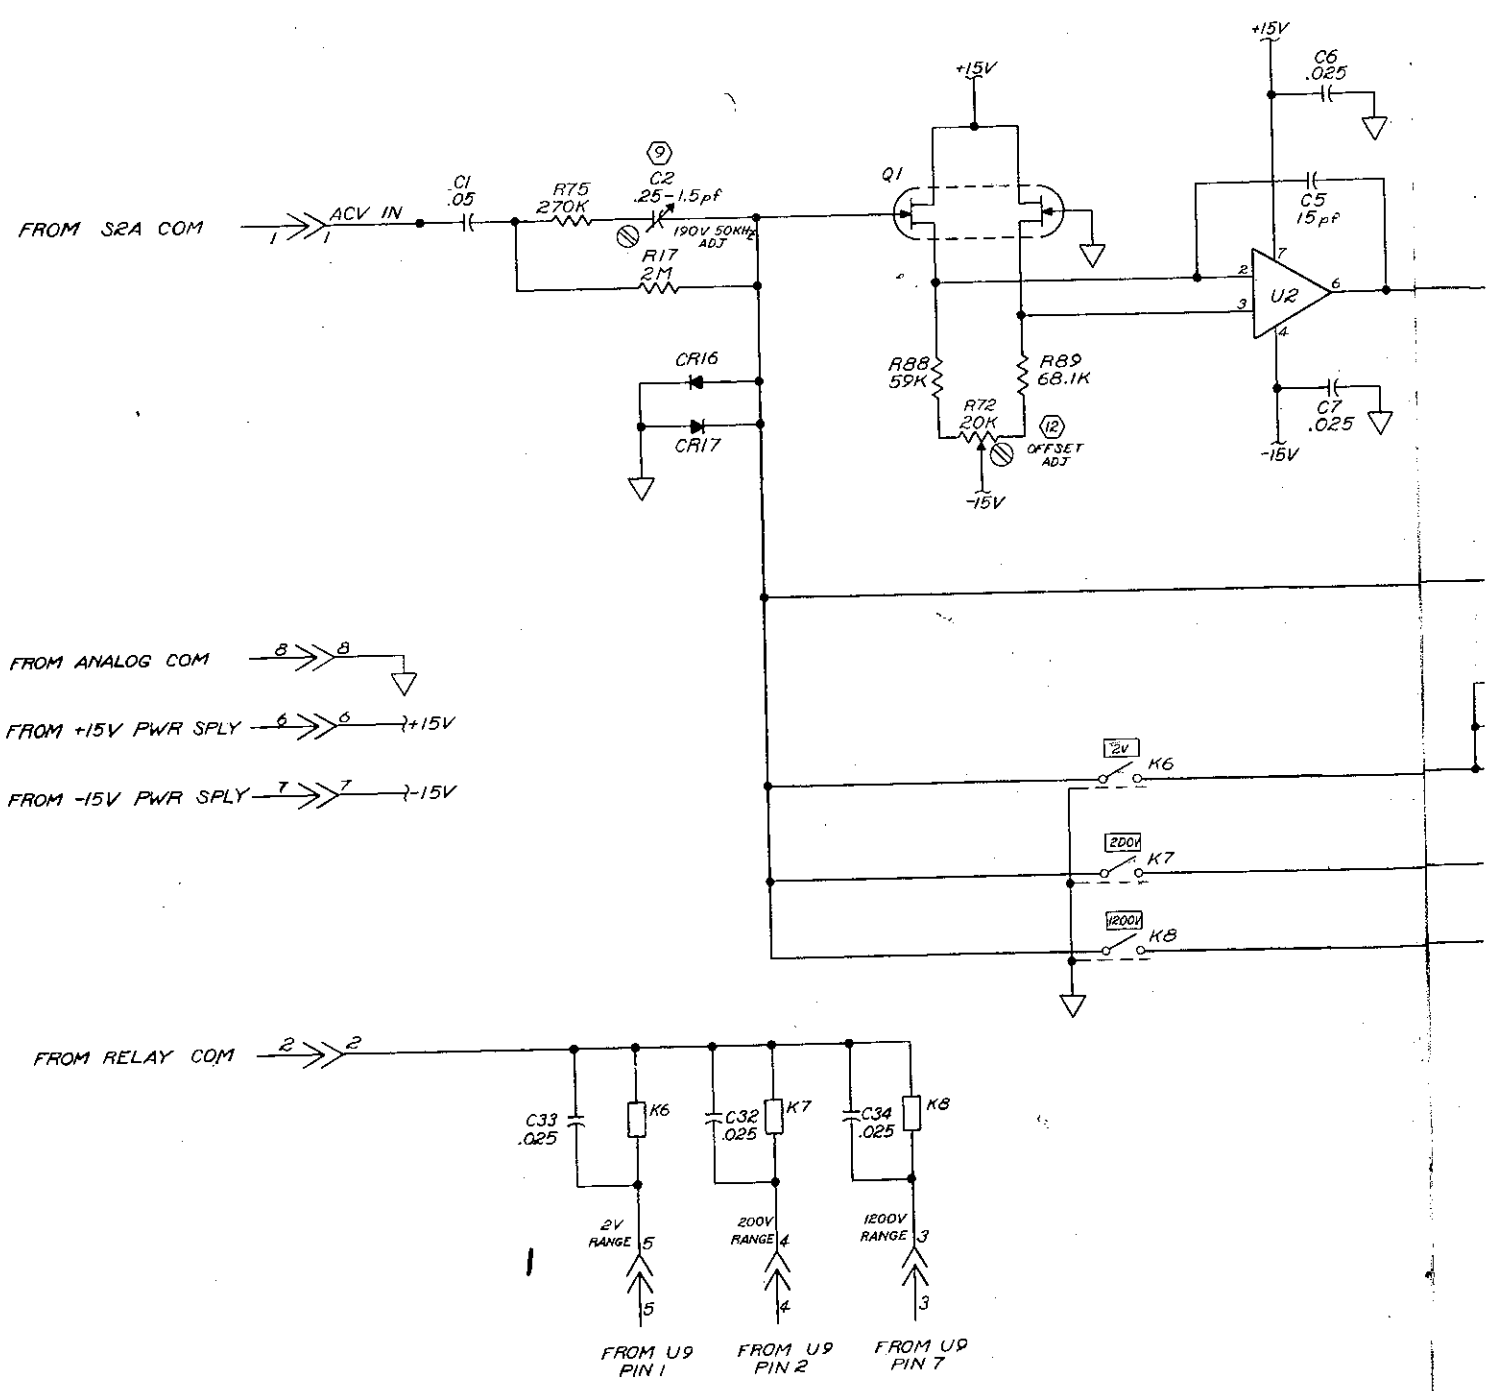 +15V
C6
.025
+15V
9
Q1
C1
.05
R75
270K
C2
.25-1.5pf
C5
15pf
FROM S2A COM
1
1
ACV IN
190V 50KHZ
ADJ
R17
2M
2
7
U2
6
3
4
CR16
R88
59K
R89
68.1K
R72
20K
12
OFFSET
ADJ
C7
.025
CR17
-15V
-15V
FROM ANALOG COM
8
8
FROM +15V PWR SPLY
6
6
+15V
2V
K6
FROM -15V PWR SPLY
7
7
-15V
200V
K7
1200V
K8
FROM RELAY COM
2
2
C33
.025
K6
C32
.025
K7
C34
.025
K8
2V
RANGE
5
200V
RANGE
4
1200V
RANGE
3
5
4
3
FROM U9
PIN 1
FROM U9
PIN 2
FROM U9
PIN 7